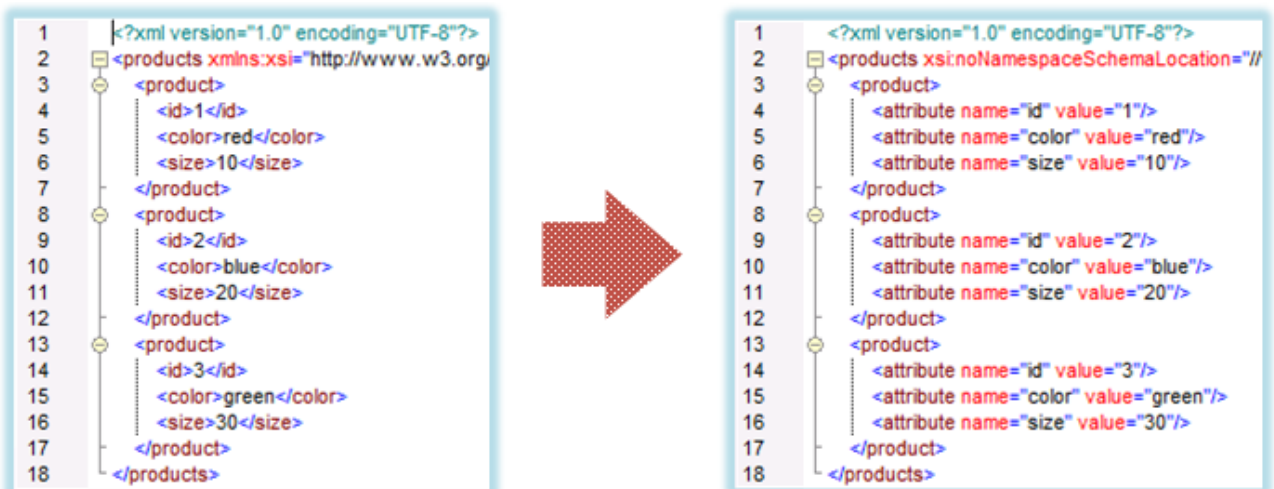 1 <?xml version="1.0" encoding="UTF-8"?>
2 <products xmlns:xsi="http://www.w3.org/
3 <product>
4 <id>1</id>
5 <color>red</color>
6 <size>10</size>
7 </product>
8 <product>
9 <id>2</id>
10 <color>blue</color>
11 <size>20</size>
12 </product>
13 <product>
14 <id>3</id>
15 <color>green</color>
16 <size>30</size>
17 </product>
18 </products>
1 <?xml version="1.0" encoding="UTF-8"?>
2 <products xsi:noNamespaceSchemaLocation="//
3 <product>
4 <attribute name="id" value="1"/>
5 <attribute name="color" value="red"/>
6 <attribute name="size" value="10"/>
7 </product>
8 <product>
9 <attribute name="id" value="2"/>
10 <attribute name="color" value="blue"/>
11 <attribute name="size" value="20"/>
12 </product>
13 <product>
14 <attribute name="id" value="3"/>
15 <attribute name="color" value="green"/>
16 <attribute name="size" value="30"/>
17 </product>
18 </products>